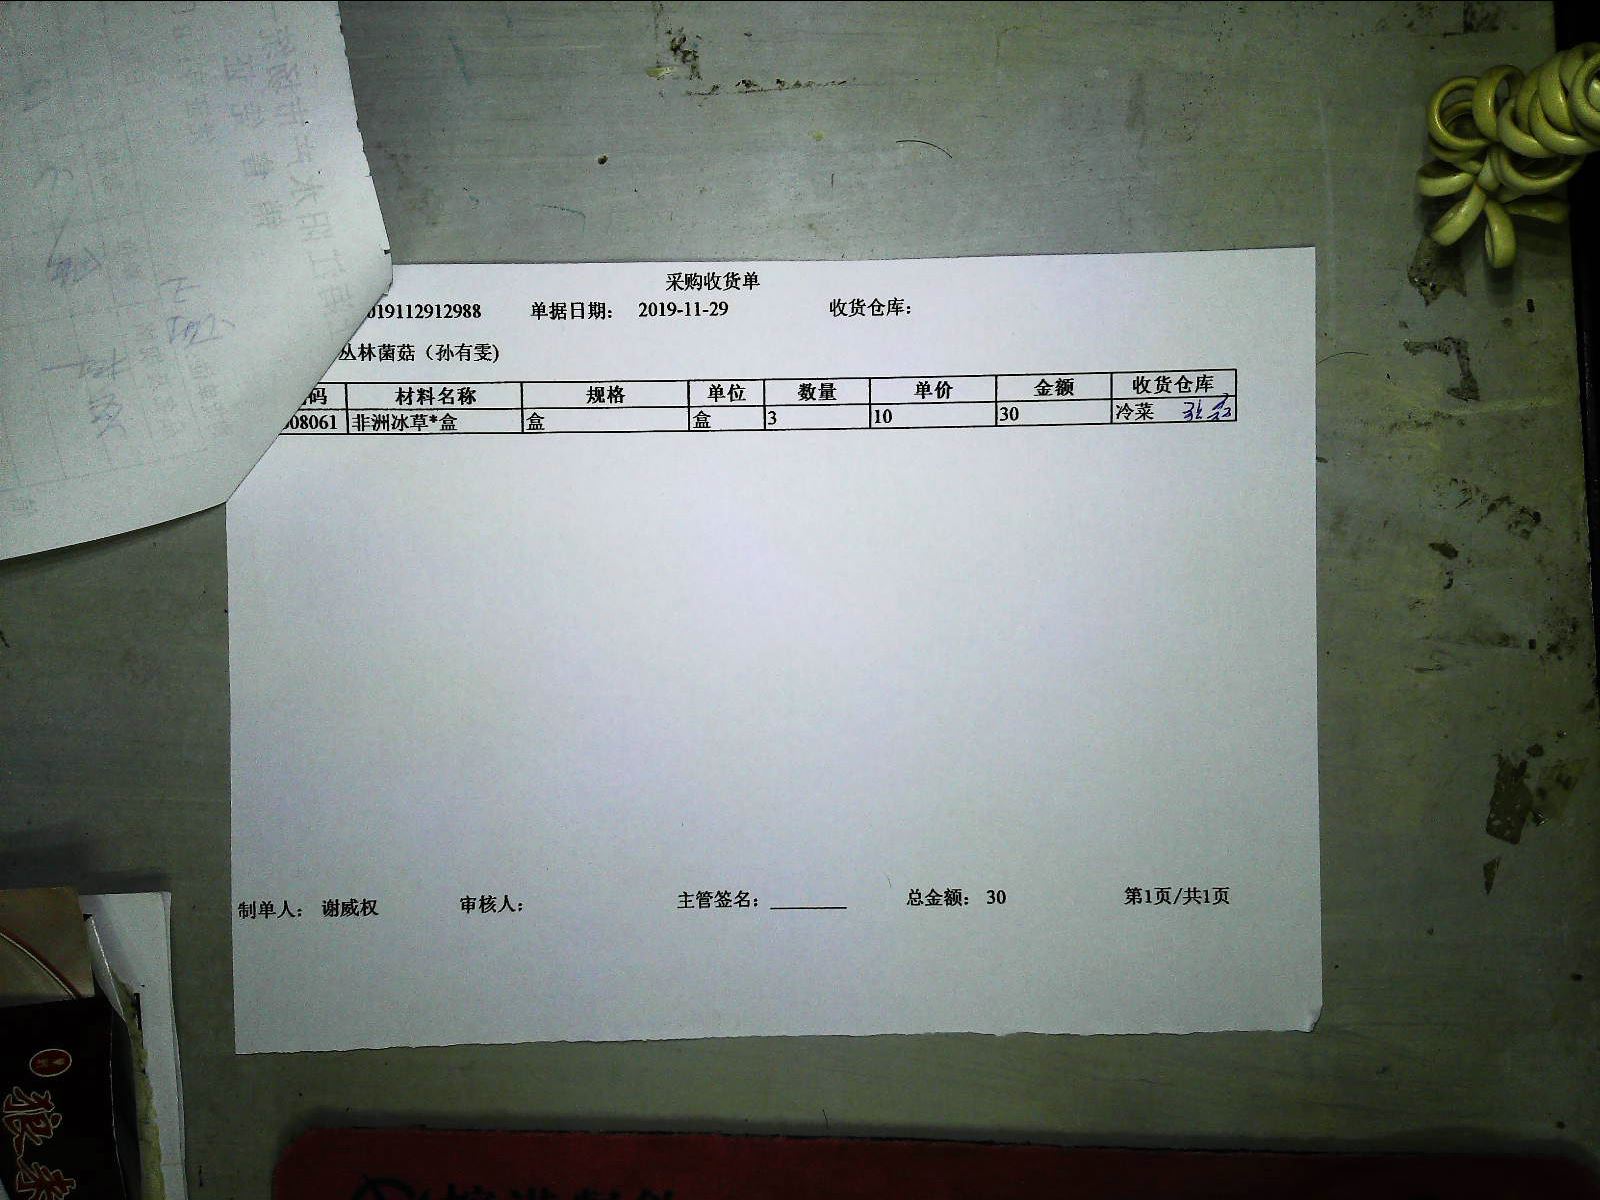 采购收货单
019112912988 单据日期： 2019-11-29 收货仓库：
丛林菌菇（孙有雯)
码 材料名称 规格 单位 数量 单价 金额 收货仓库
08061 非洲冰草*盒 盒 盒 3 10 30 冷菜
制单人： 谢威权 审核人： 主管签名： 总金额： 30 第1页/共1页